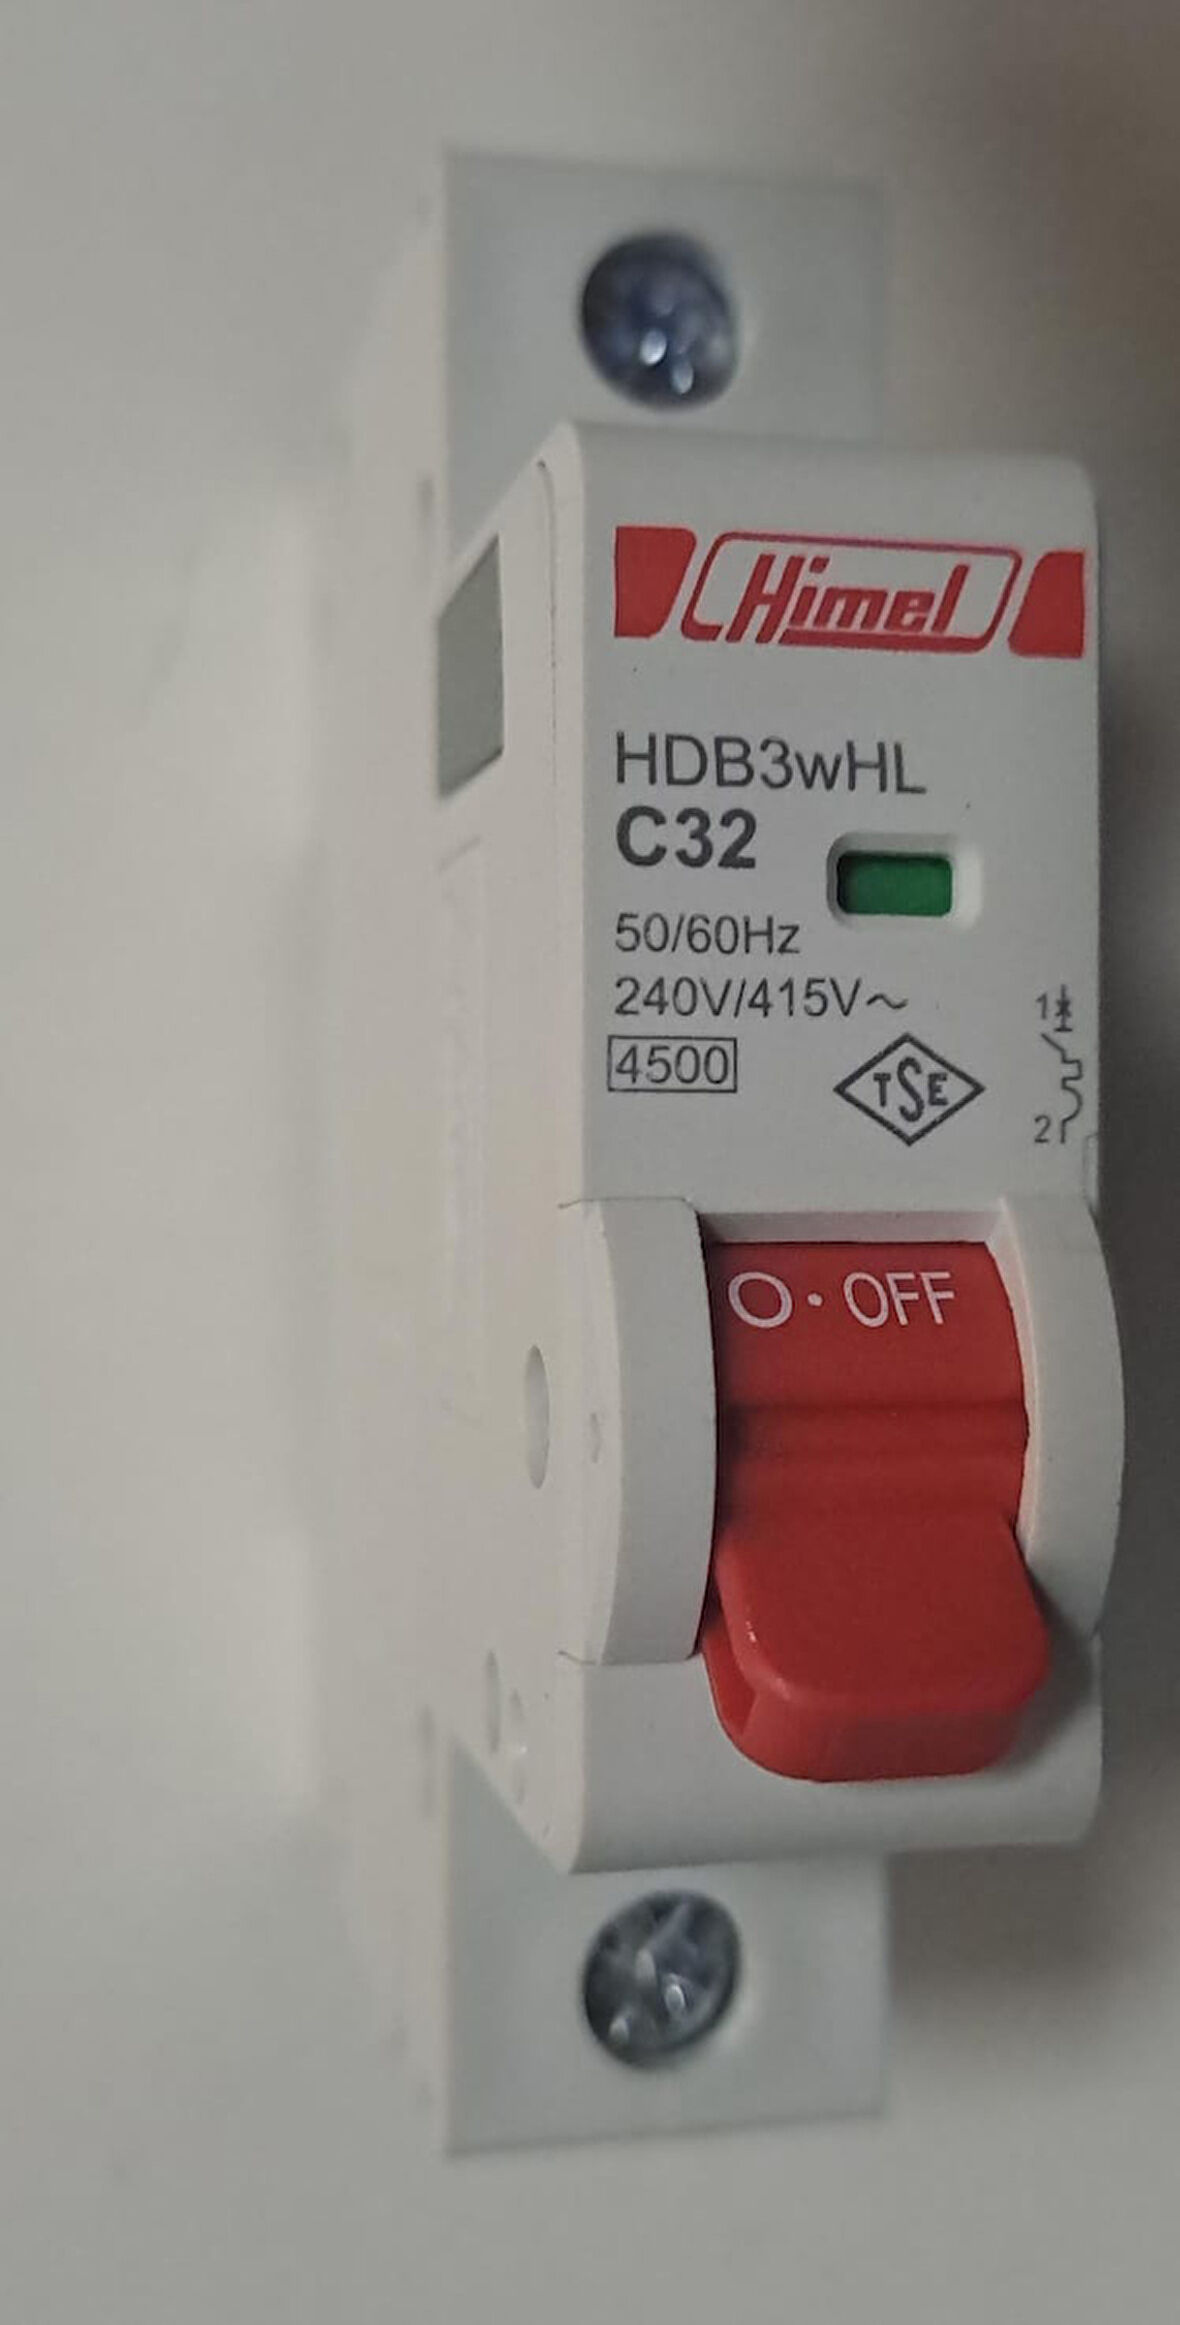 Himel
HDB3wHL
C32
50/60Hz
240V/415V~
4500
TSE
1
2
O · OFF